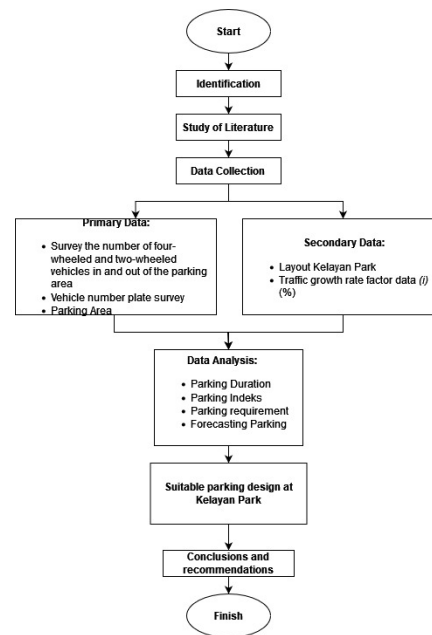 Start
Identification
Study of Literature
Data Collection
Primary Data:
• Survey the number of four-
wheeled and two-wheeled
vehicles in and out of the parking
area
• Vehicle number plate survey
• Parking Area
Secondary Data:
• Layout Kelayan Park
• Traffic growth rate factor data (i)
(%)
Data Analysis:
• Parking Duration
• Parking Indeks
• Parking requirement
• Forecasting Parking
Suitable parking design at
Kelayan Park
Conclusions and
recommendations
Finish